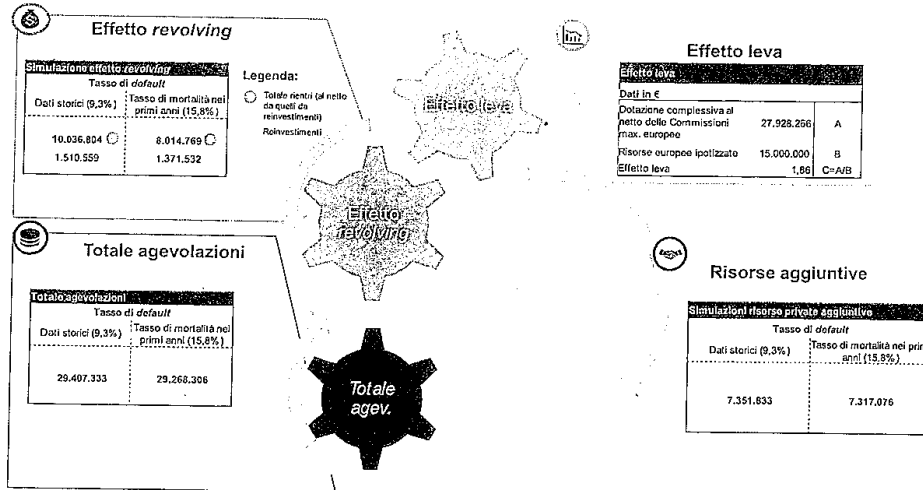 Effetto revolving
Simulazione effetto revolving
Tasso di default
Dati storici (9,3%) Tasso di mortalità nei
primi anni (15,8%)
10.036.804 8.014.769
1.510.559 1.371.532
Legenda:
Totale rientri (al netto
da quelli da
reinvestimenti)
Reinvestimenti
Effetto leva
Effetto revolving
Totale
agev.
Effetto leva
Effetto leva
Dati in €
Dotazione complessiva al
netto delle Commissioni
max. europee 27.928.256 A
Risorse europee ipotizzate 15.000.000 B
Effetto leva 1,86 C=A/B
Totale agevolazioni
Totale agevolazioni
Tasso di default
Dati storici (9,3%) Tasso di mortalità nei
primi anni (15,8%)
29.407.333 29.268.306
Risorse aggiuntive
Simulazioni risorse private aggiuntive
Tasso di default
Dati storici (9,3%) Tasso di mortalità nei primi
anni (15,8%)
7.351.833 7.317.076